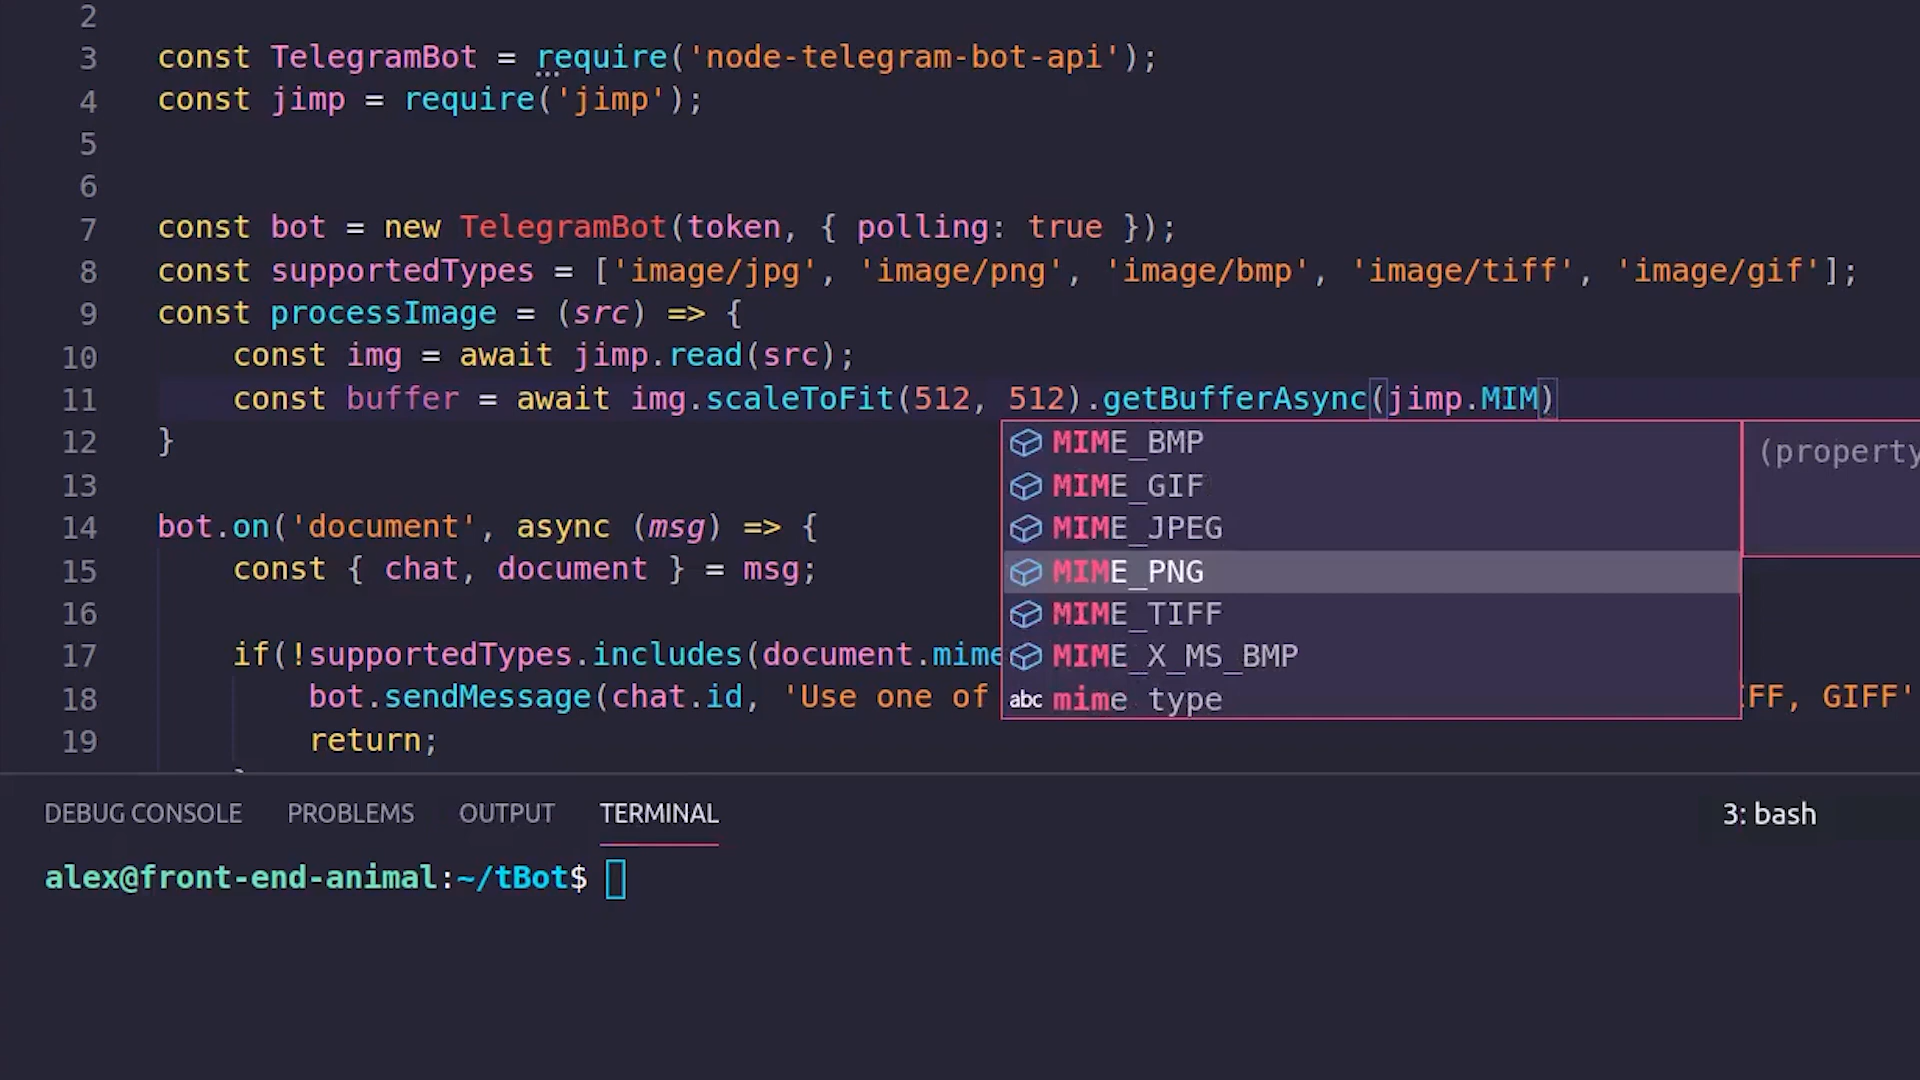 2
3 const TelegramBot = require('node-telegram-bot-api');
4 const jimp = require('jimp');
5
6
7 const bot = new TelegramBot(token, { polling: true });
8 const supportedTypes = ['image/jpg', 'image/png', 'image/bmp', 'image/tiff', 'image/gif'];
9 const processImage = (src) => {
10 const img = await jimp.read(src);
11 const buffer = await img.scaleToFit(512, 512).getBufferAsync(jimp.MIM)
12 }
MIME_BMP
(property
13
MIME_GIF
14 bot.on('document', async (msg) => {
MIME_JPEG
15 const { chat, document } = msg;
MIME_PNG
16
MIME_TIFF
17 if(!supportedTypes.includes(document.mime
MIME_X_MS_BMP
18 bot.sendMessage(chat.id, 'Use one of
abc mime type
FF, GIFF'
19 return;
DEBUG CONSOLE PROBLEMS OUTPUT TERMINAL 3: bash
alex@front-end-animal:~/tBot$